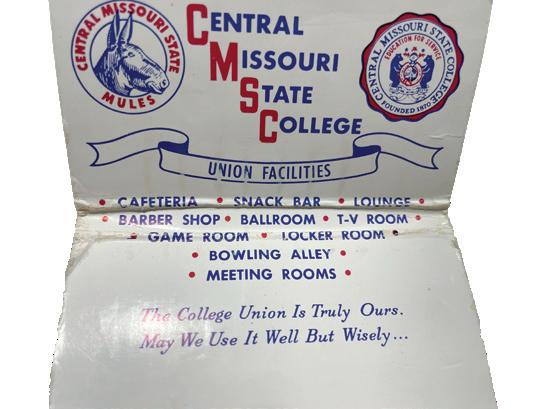 CENTRAL MISSOURI STATE
MULES
CENTRAL
MISSOURI
STATE
COLLEGE
CENTRAL MISSOURI STATE COLLEGE
EDUCATION FOR SERVICE
FOUNDED 1870
UNION FACILITIES
• CAFETERIA • SNACK BAR • LOUNGE •
• BARBER SHOP • BALLROOM • T-V ROOM •
• GAME ROOM • LOCKER ROOM •
• BOWLING ALLEY •
• MEETING ROOMS •
The College Union Is Truly Ours.
May We Use It Well But Wisely...